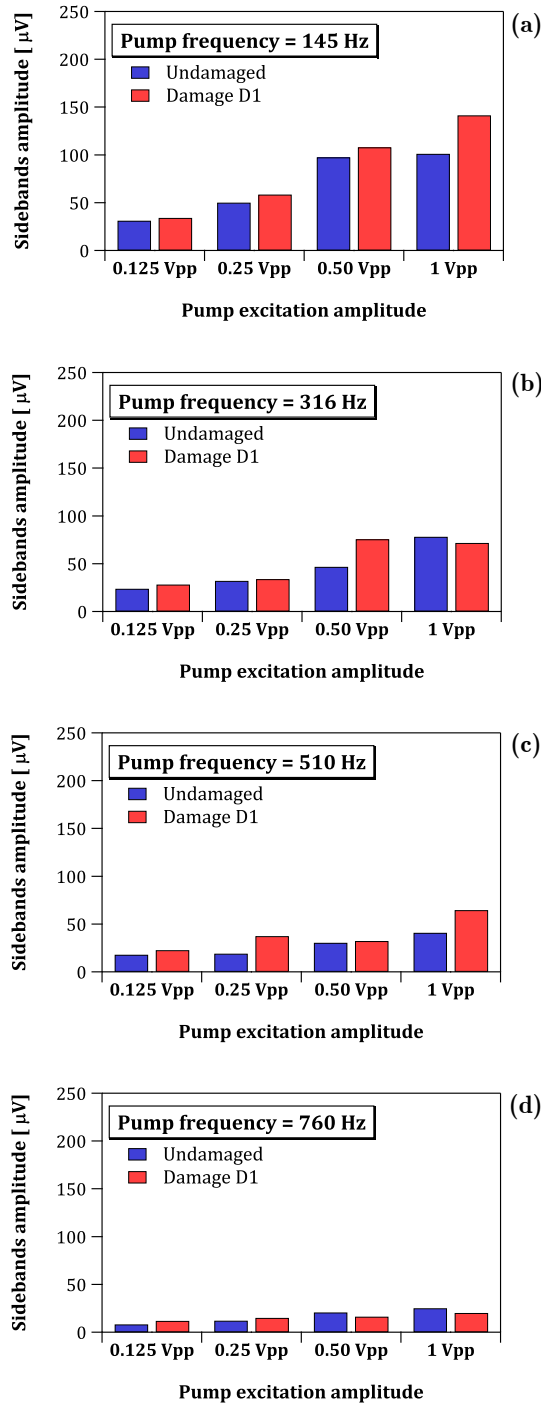 (a)
Sidebands amplitude [ μV]
250
200
150
100
50
0
Pump frequency = 145 Hz
Undamaged
Damage D1
0.125 Vpp 0.25 Vpp 0.50 Vpp 1 Vpp
Pump excitation amplitude
(b)
Sidebands amplitude [ μV]
250
200
150
100
50
0
Pump frequency = 316 Hz
Undamaged
Damage D1
0.125 Vpp 0.25 Vpp 0.50 Vpp 1 Vpp
Pump excitation amplitude
(c)
Sidebands amplitude [ μV]
250
200
150
100
50
0
Pump frequency = 510 Hz
Undamaged
Damage D1
0.125 Vpp 0.25 Vpp 0.50 Vpp 1 Vpp
Pump excitation amplitude
(d)
Sidebands amplitude [ μV]
250
200
150
100
50
0
Pump frequency = 760 Hz
Undamaged
Damage D1
0.125 Vpp 0.25 Vpp 0.50 Vpp 1 Vpp
Pump excitation amplitude